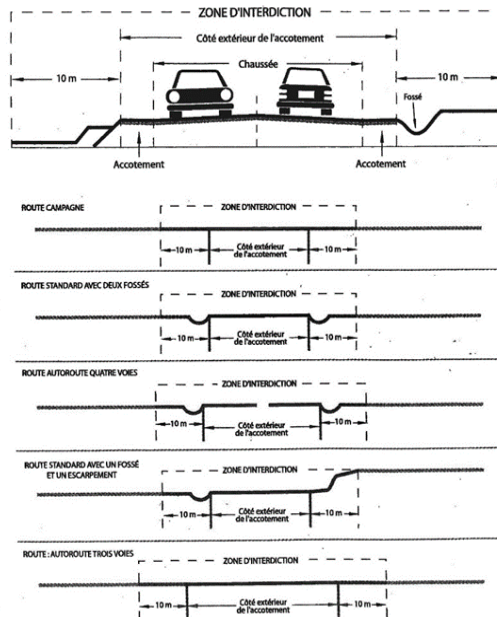 ZONE D'INTERDICTION
Côté extérieur de l'accotement
10 m
Chaussée
10 m
Fossé
Accotement
Accotement
ROUTE CAMPAGNE
ZONE D'INTERDICTION
10 m
Côté extérieur
de l'accotement
10 m
ROUTE STANDARD AVEC DEUX FOSSÉS
ZONE D'INTERDICTION
10 m
Côté extérieur
de l'accotement
10 m
ROUTE AUTOROUTE QUATRE VOIES
ZONE D'INTERDICTION
10 m
Côté extérieur
de l'accotement
10 m
ROUTE STANDARD AVEC UN FOSSÉ
ET UN ESCARPEMENT
ZONE D'INTERDICTION
10 m
Côté extérieur
de l'accotement
10 m
ROUTE : AUTOROUTE TROIS VOIES
ZONE D'INTERDICTION
10 m
Côté extérieur
de l'accotement
10 m